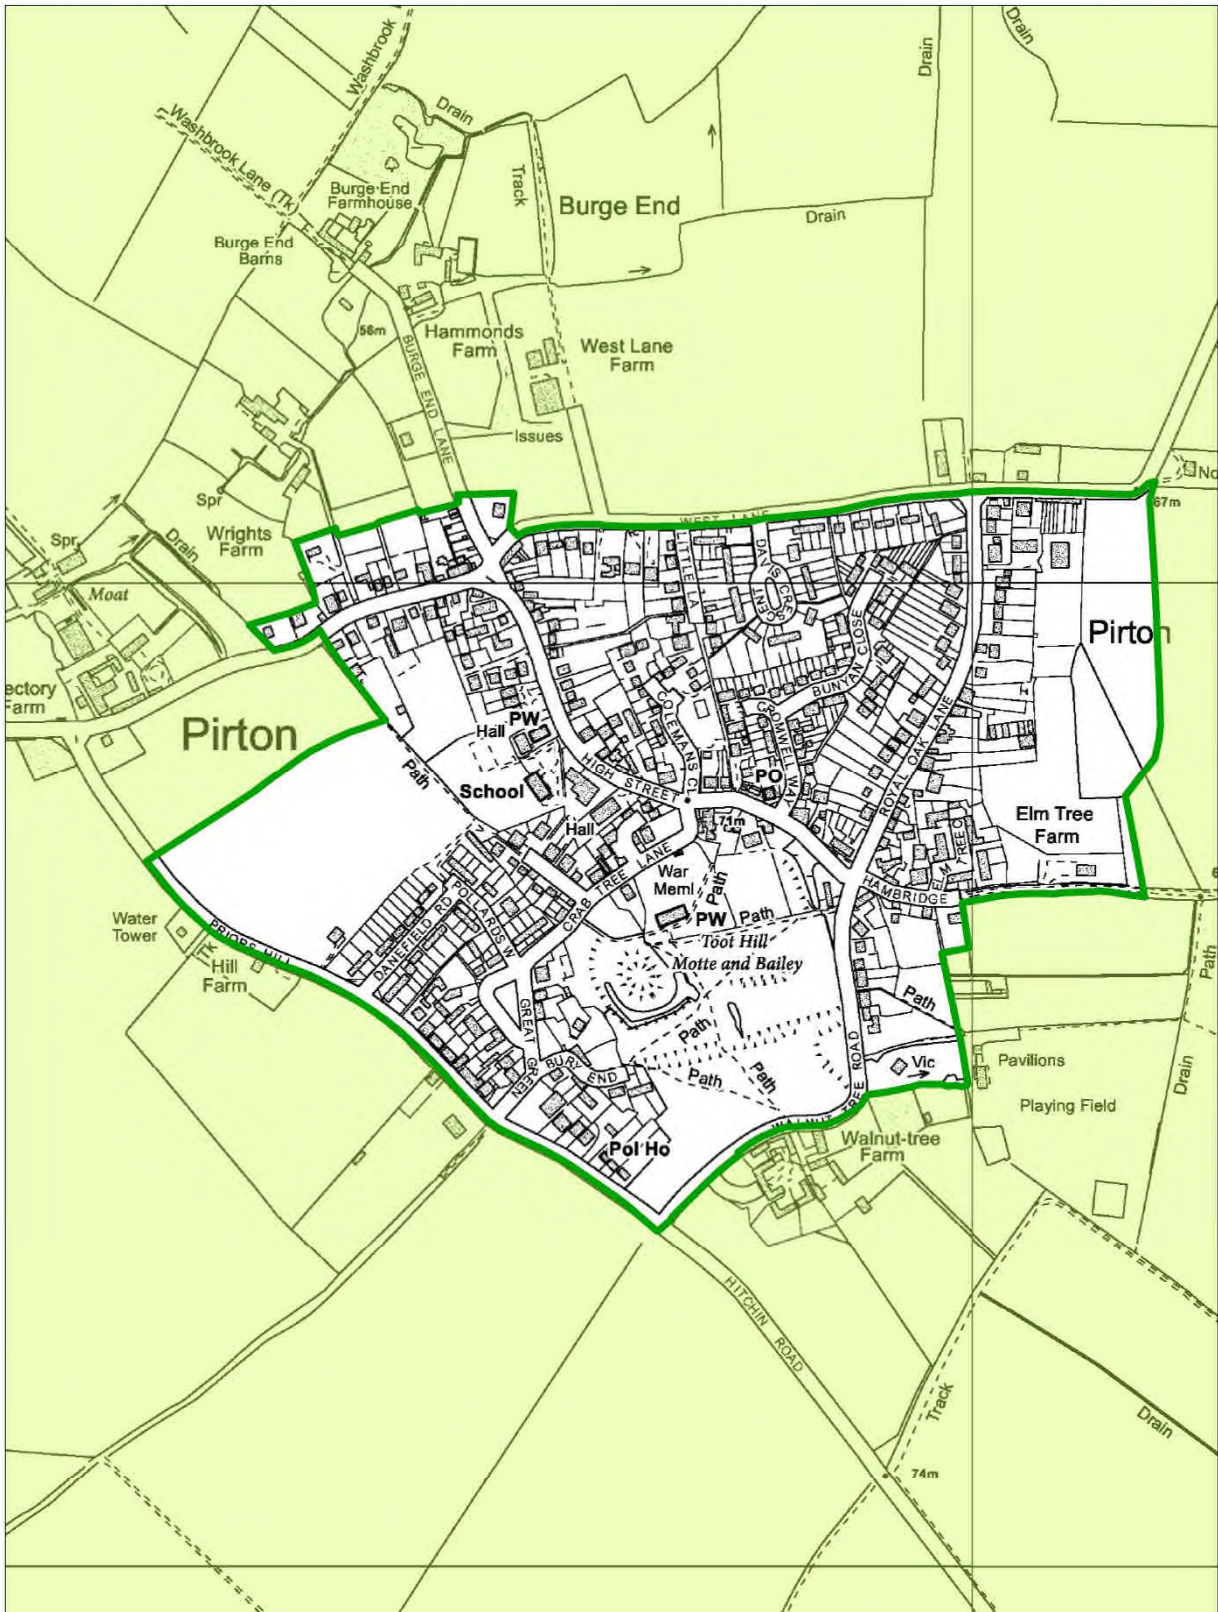 Washbrook
Drain
Drain
Drain
Washbrook Lane (Tk)
Track
Burge End
Farmhouse
Burge End
Drain
Burge End
Barns
56m
Hammonds
Farm
West Lane
Farm
BURGE END LANE
Issues
Spr
Wrights
Farm
Spr
Drain
Moat
WEST LANE
67m
No
LITTLE LA
DAVIS CRESCENT
BUNYAN CLOSE
Pirton
ectory
Farm
Pirton
PW
Hall
COLEMANS CL
CROMWELL WAY
ROYAL OAK LANE
Path
School
HIGH STREET
PO
71m
Elm Tree
Farm
Hall
CRAB TREE LANE
War
Meml
Path
HAMBRIDGE
ELM TREE C
6
Water
Tower
PRIORS HILL
Tk
Hill
Farm
DANEFIELD RD
POLLARDS W
PW
Path
Toot Hill
Motte and Bailey
Path
Path
GREAT GREEN
BURY END
Path
Path
Path
WALNUT TREE ROAD
Vic
Pavilions
Playing Field
Drain
Pol Ho
Walnut-tree
Farm
HITCHIN ROAD
Track
Drain
74m